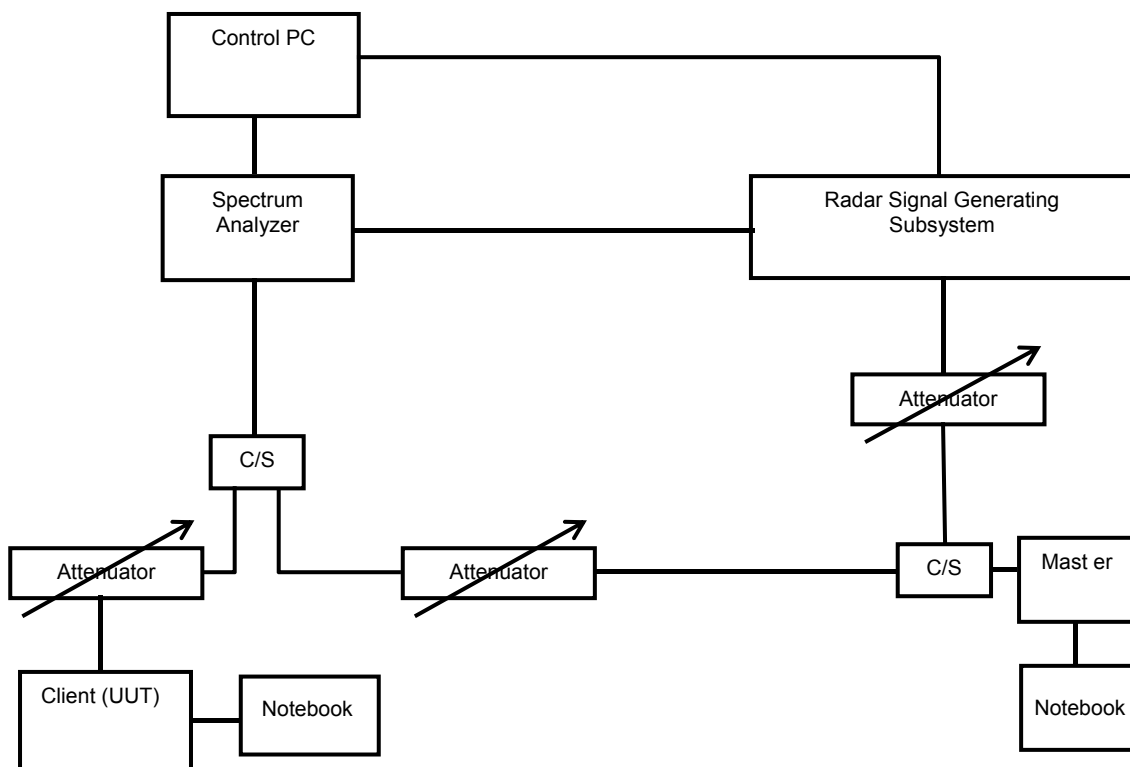 Control PC
Spectrum
Analyzer
Radar Signal Generating
Subsystem
Attenuator
C/S
Attenuator
Attenuator
C/S
Mast er
Client (UUT)
Notebook
Notebook